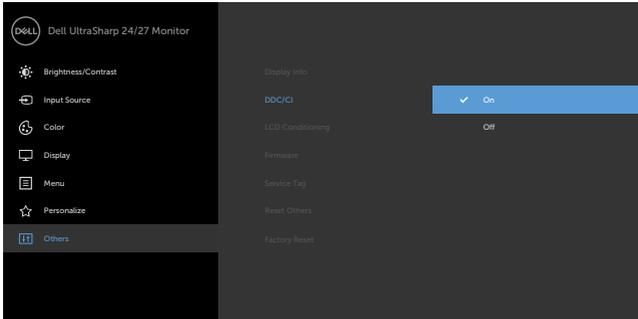 DELL
Dell UltraSharp 24/27 Monitor
Brightness/Contrast
Input Source
Color
Display
Menu
Personalize
Others
Display Info
DDC/CI
LCD Conditioning
Firmware
Service Tag
Reset Others
Factory Reset
On
Off